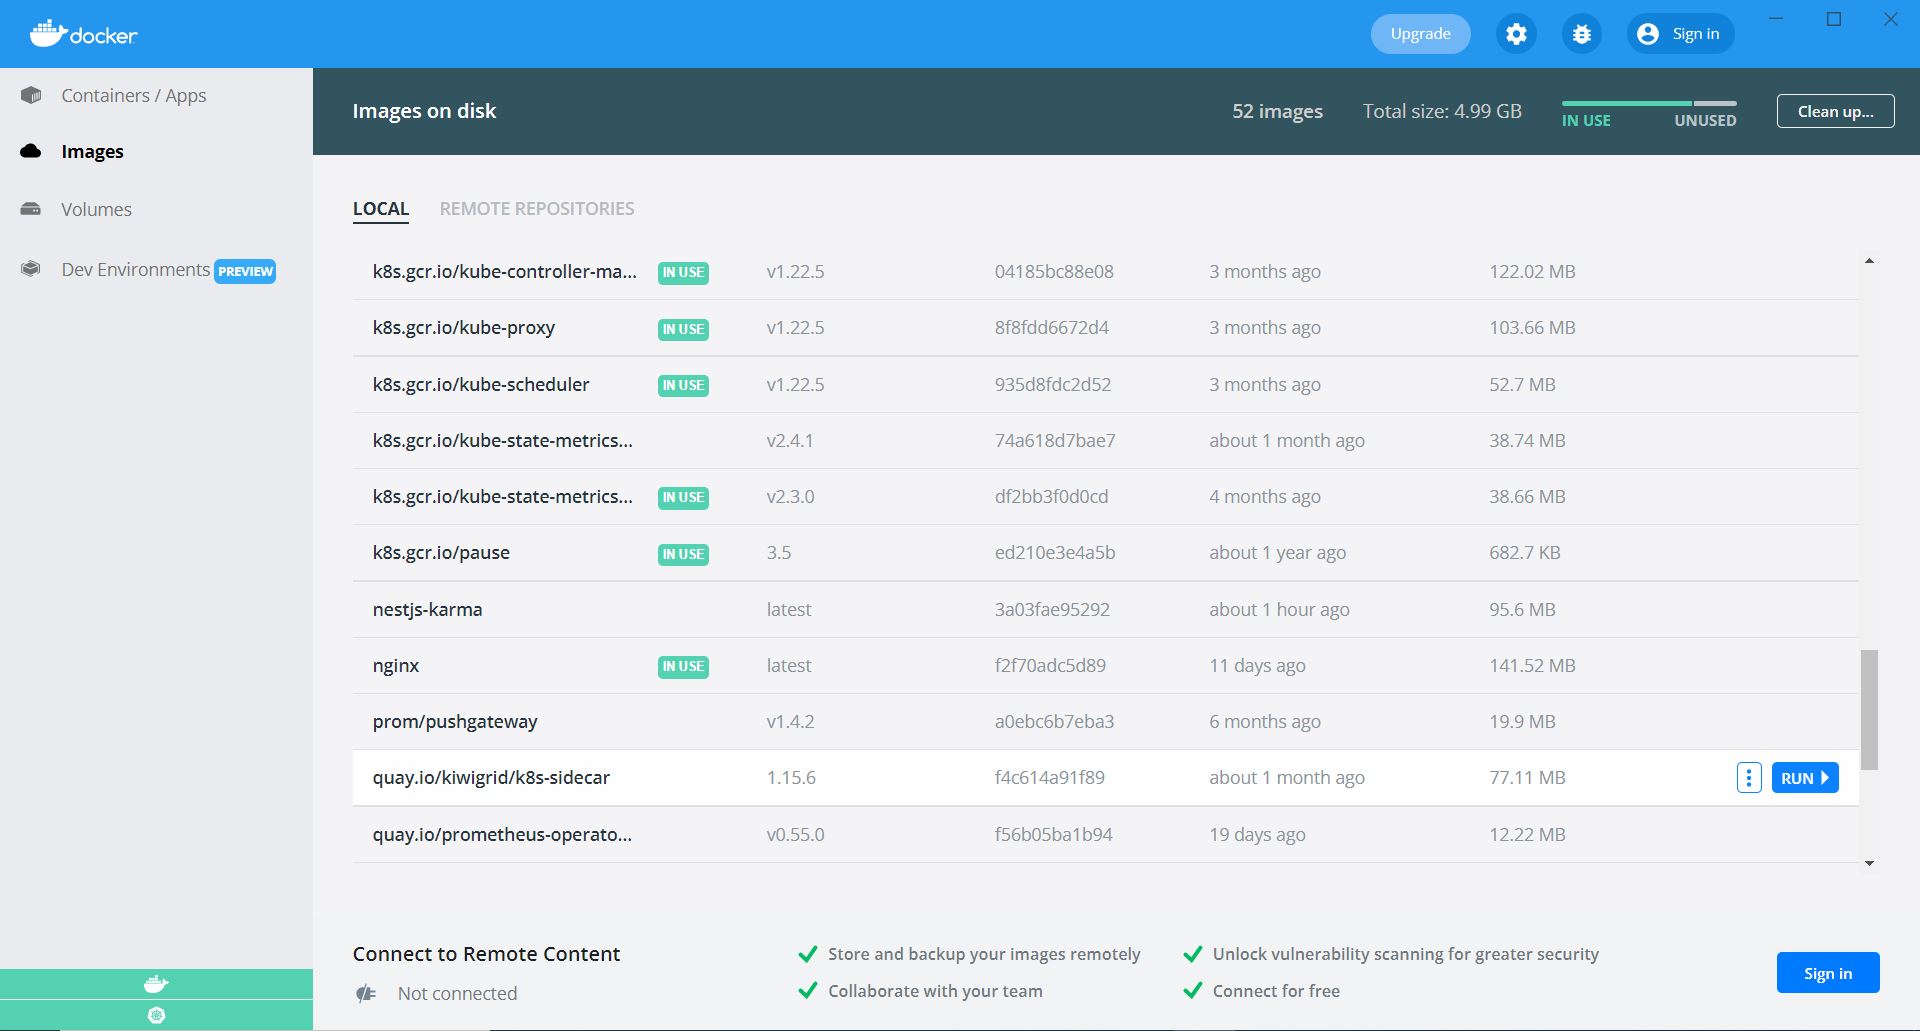 docker
Upgrade
Sign in
Containers / Apps
Images
Volumes
Dev Environments PREVIEW
Images on disk
52 images
Total size: 4.99 GB
IN USE
UNUSED
Clean up...
LOCAL
REMOTE REPOSITORIES
k8s.gcr.io/kube-controller-ma... IN USE v1.22.5 04185bc88e08 3 months ago 122.02 MB
k8s.gcr.io/kube-proxy IN USE v1.22.5 8f8fdd6672d4 3 months ago 103.66 MB
k8s.gcr.io/kube-scheduler IN USE v1.22.5 935d8fdc2d52 3 months ago 52.7 MB
k8s.gcr.io/kube-state-metrics... v2.4.1 74a618d7bae7 about 1 month ago 38.74 MB
k8s.gcr.io/kube-state-metrics... IN USE v2.3.0 df2bb3f0d0cd 4 months ago 38.66 MB
k8s.gcr.io/pause IN USE 3.5 ed210e3e4a5b about 1 year ago 682.7 KB
nestjs-karma latest 3a03fae95292 about 1 hour ago 95.6 MB
nginx IN USE latest f2f70adc5d89 11 days ago 141.52 MB
prom/pushgateway v1.4.2 a0ebc6b7eba3 6 months ago 19.9 MB
quay.io/kiwigrid/k8s-sidecar 1.15.6 f4c614a91f89 about 1 month ago 77.11 MB RUN
quay.io/prometheus-operato... v0.55.0 f56b05ba1b94 19 days ago 12.22 MB
Connect to Remote Content
Not connected
Store and backup your images remotely
Collaborate with your team
Unlock vulnerability scanning for greater security
Connect for free
Sign in